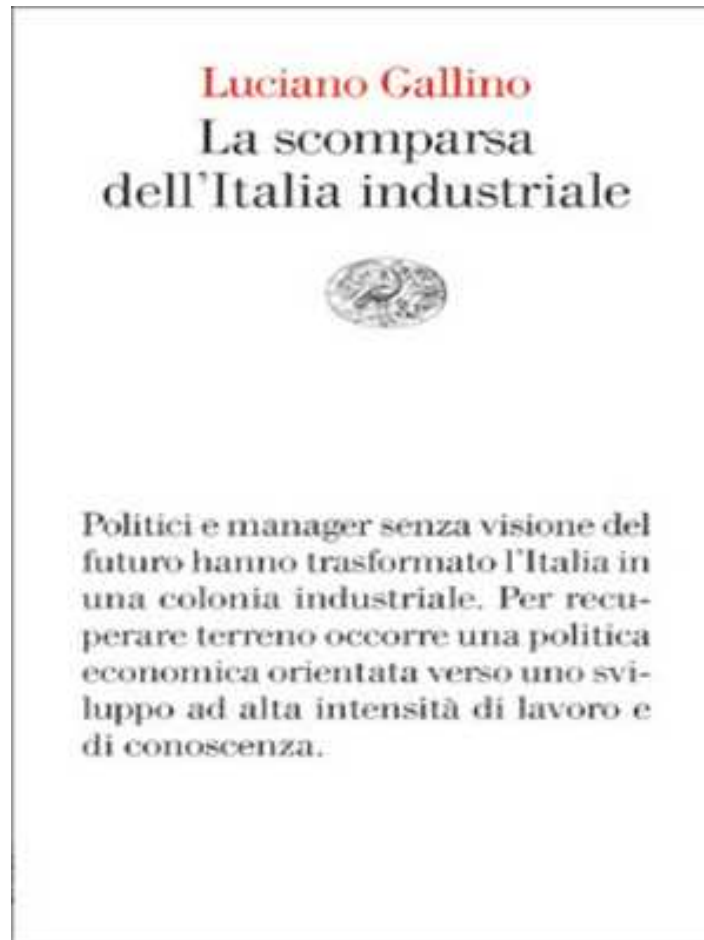 Luciano Gallino
La scomparsa
dell'Italia industriale
Politici e manager senza visione del
futuro hanno trasformato l'Italia in
una colonia industriale. Per recu-
perare terreno occorre una politica
economica orientata verso uno svi-
luppo ad alta intensità di lavoro e
di conoscenza.